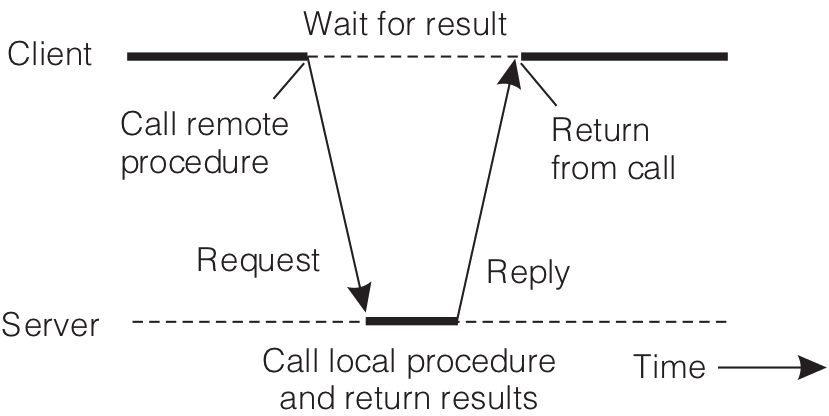 Wait for result
Client
Call remote
procedure
Return
from call
Request
Reply
Server
Call local procedure
and return results
Time